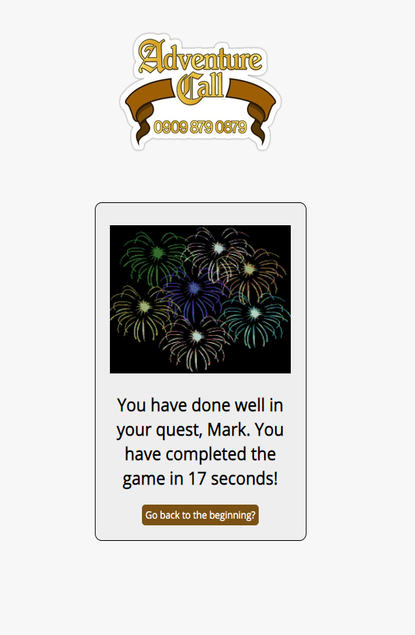 Adventure
Call
0909 879 0879
You have done well in
your quest, Mark. You
have completed the
game in 17 seconds!
Go back to the beginning?